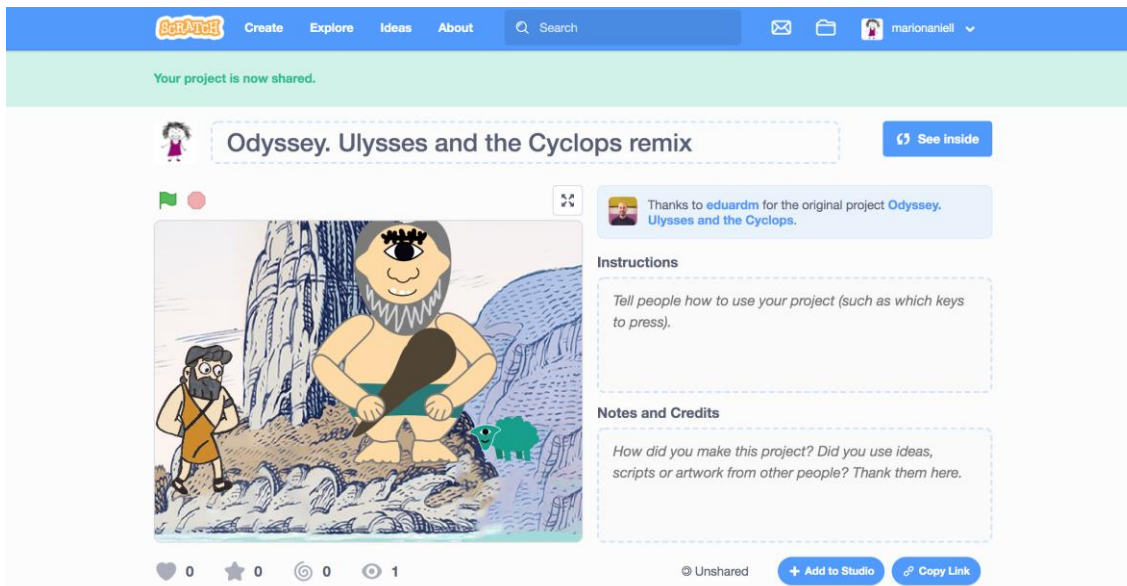 SCRATCH Create Explore Ideas About Search marionaniell
Your project is now shared.
Odyssey. Ulysses and the Cyclops remix
See inside
Thanks to eduardm for the original project Odyssey.
Ulysses and the Cyclops.
Instructions
Tell people how to use your project (such as which keys
to press).
Notes and Credits
How did you make this project? Did you use ideas,
scripts or artwork from other people? Thank them here.
0 0 0 1 Unshared + Add to Studio Copy Link